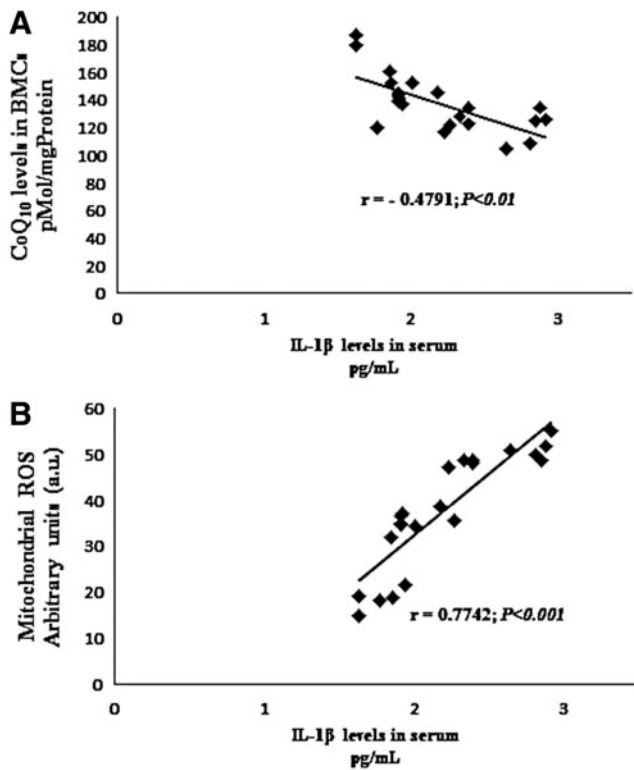 A
CoQ10 levels in BMCs
pMol/mgProtein
200
180
160
140
120
100
80
60
40
20
0
r = - 0.4791; P<0.01
0
1
2
3
IL-1β levels in serum
pg/mL
B
Mitochondrial ROS
Arbitrary units (a.u.)
60
50
40
30
20
10
0
r = 0.7742; P<0.001
0
1
2
3
IL-1β levels in serum
pg/mL